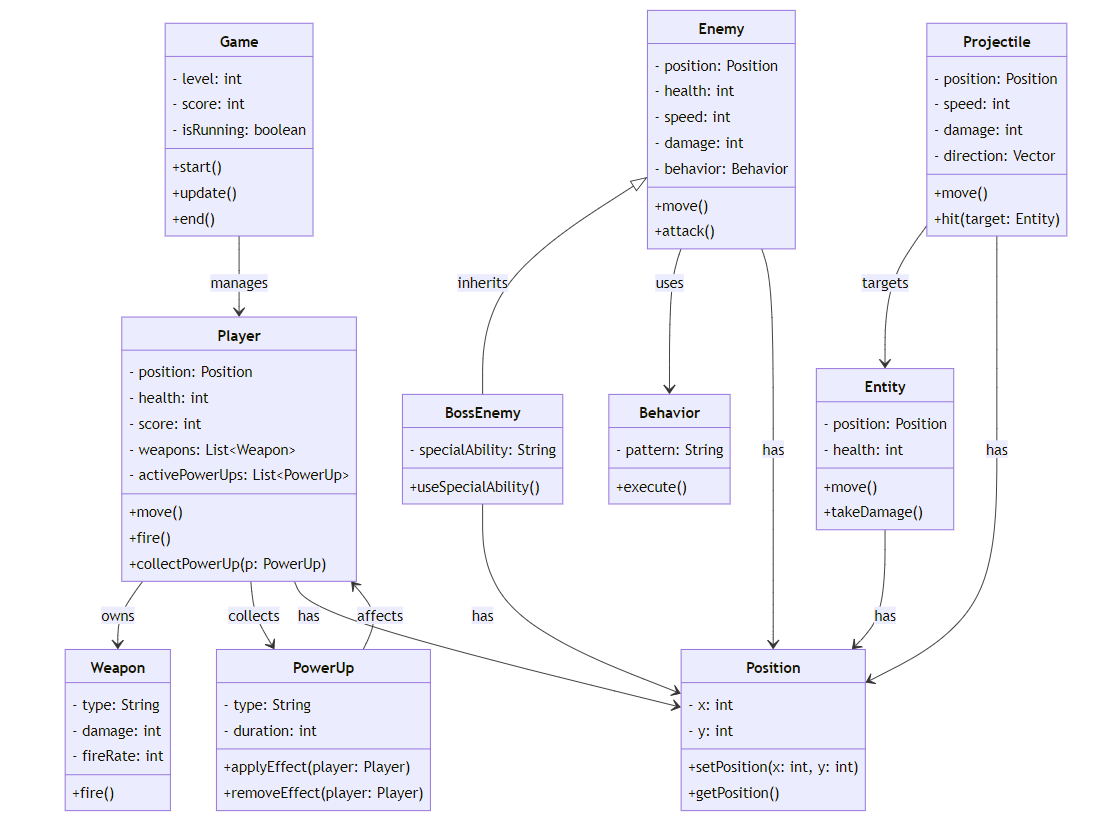 Game
- level: int
- score: int
- isRunning: boolean
+start()
+update()
+end()
Enemy
- position: Position
- health: int
- speed: int
- damage: int
- behavior: Behavior
+move()
+attack()
Projectile
- position: Position
- speed: int
- damage: int
- direction: Vector
+move()
+hit(target: Entity)
manages
inherits
uses
targets
Player
- position: Position
- health: int
- score: int
- weapons: List<Weapon>
- activePowerUps: List<PowerUp>
+move()
+fire()
+collectPowerUp(p: PowerUp)
BossEnemy
- specialAbility: String
+useSpecialAbility()
Behavior
- pattern: String
+execute()
has
Entity
- position: Position
- health: int
+move()
+takeDamage()
has
owns
collects
has
affects
has
has
Weapon
- type: String
- damage: int
- fireRate: int
+fire()
PowerUp
- type: String
- duration: int
+applyEffect(player: Player)
+removeEffect(player: Player)
Position
- x: int
- y: int
+setPosition(x: int, y: int)
+getPosition()